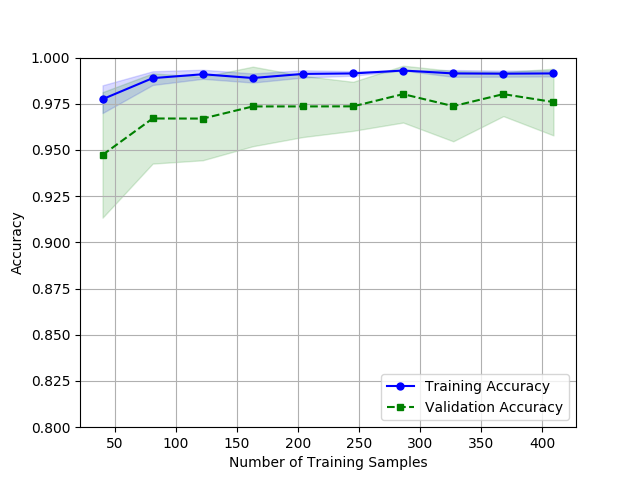 1.000
0.975
0.950
0.925
0.900
0.875
0.850
0.825
0.800
Accuracy
Training Accuracy
Validation Accuracy
50 100 150 200 250 300 350 400
Number of Training Samples